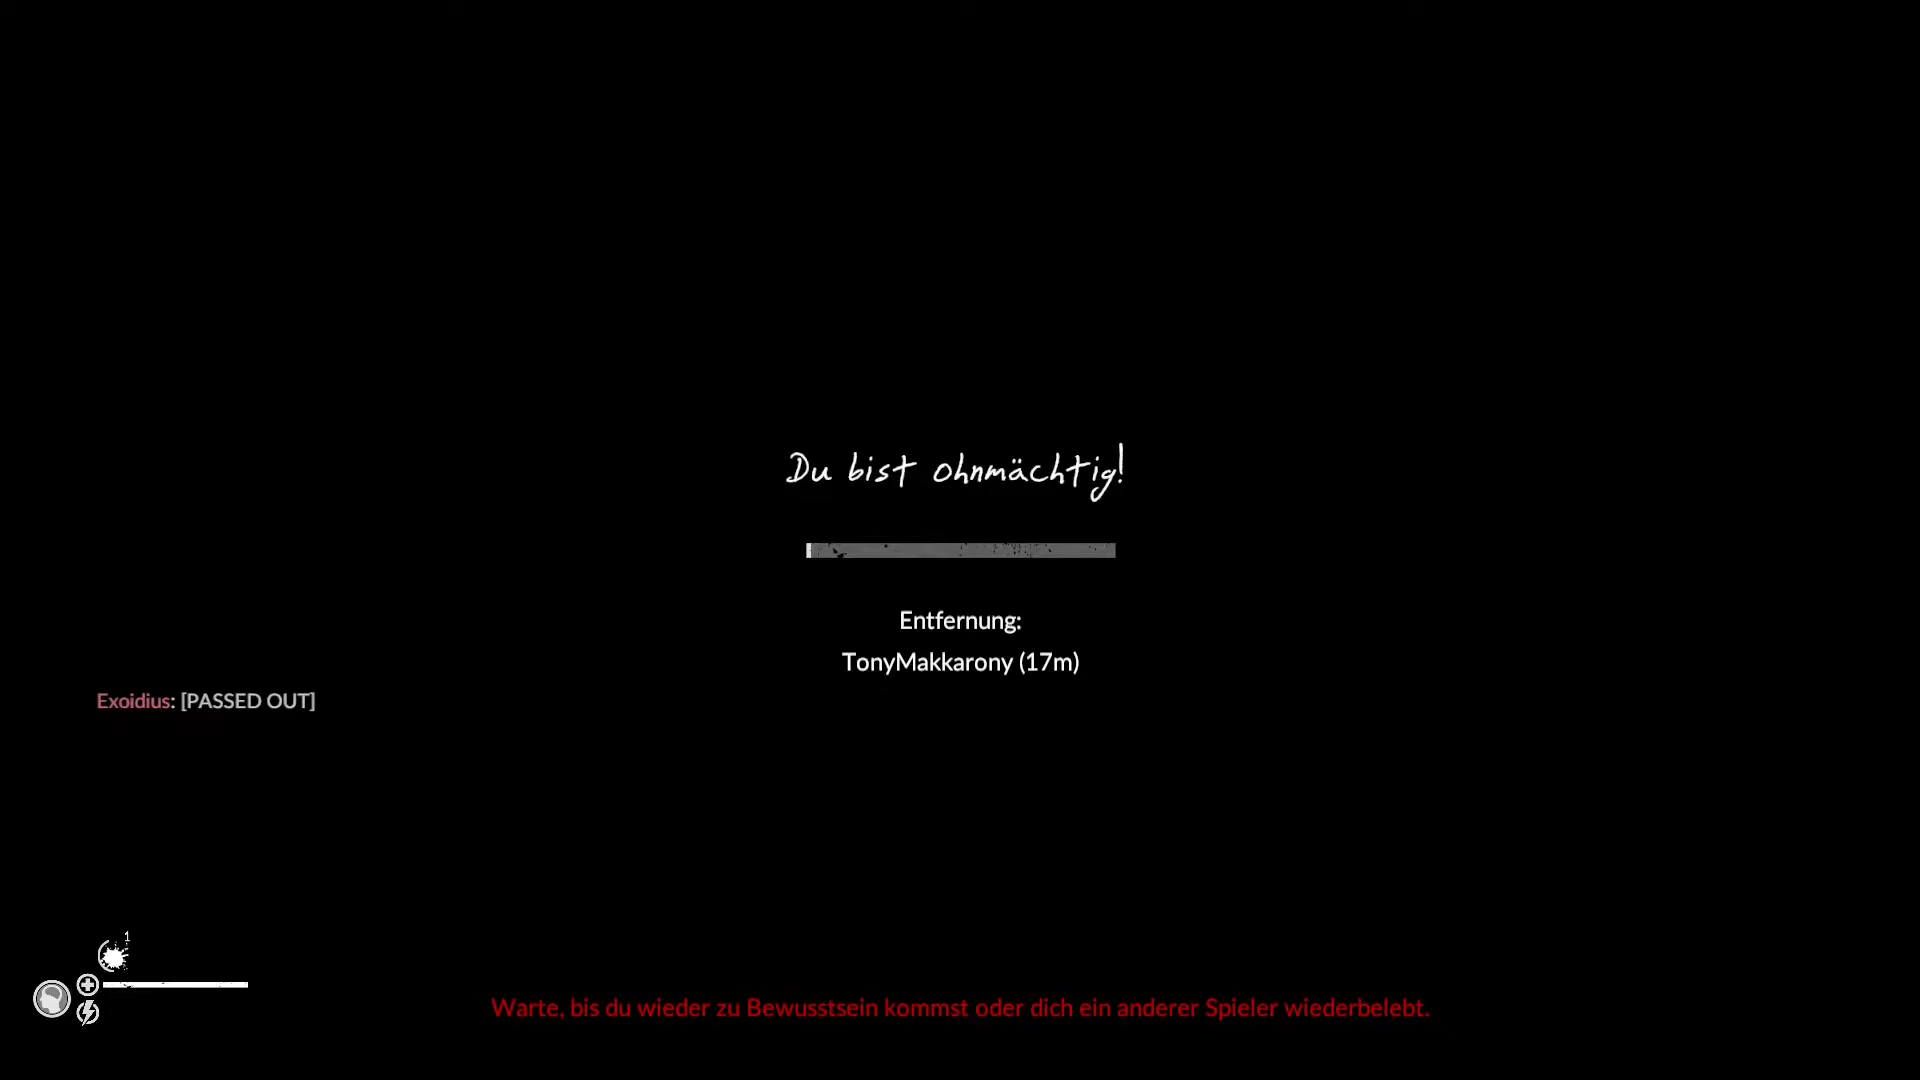 Du bist ohnmächtig!
Entfernung:
TonyMakkarony (17m)
Exoidius: [PASSED OUT]
1
Warte, bis du wieder zu Bewusstsein kommst oder dich ein anderer Spieler wiederbelebt.